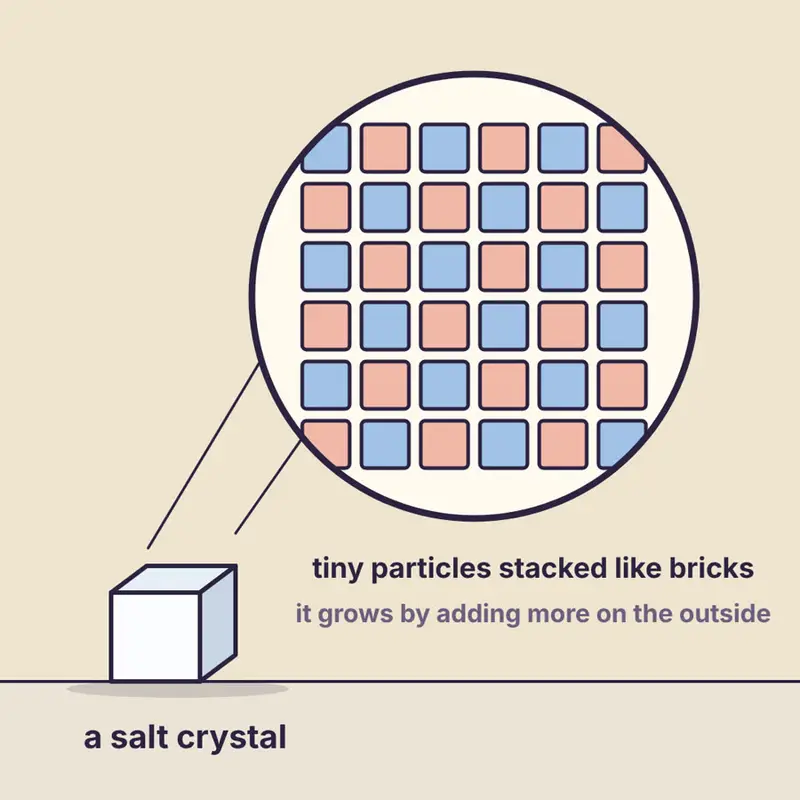 tiny particles stacked like bricks
it grows by adding more on the outside
a salt crystal